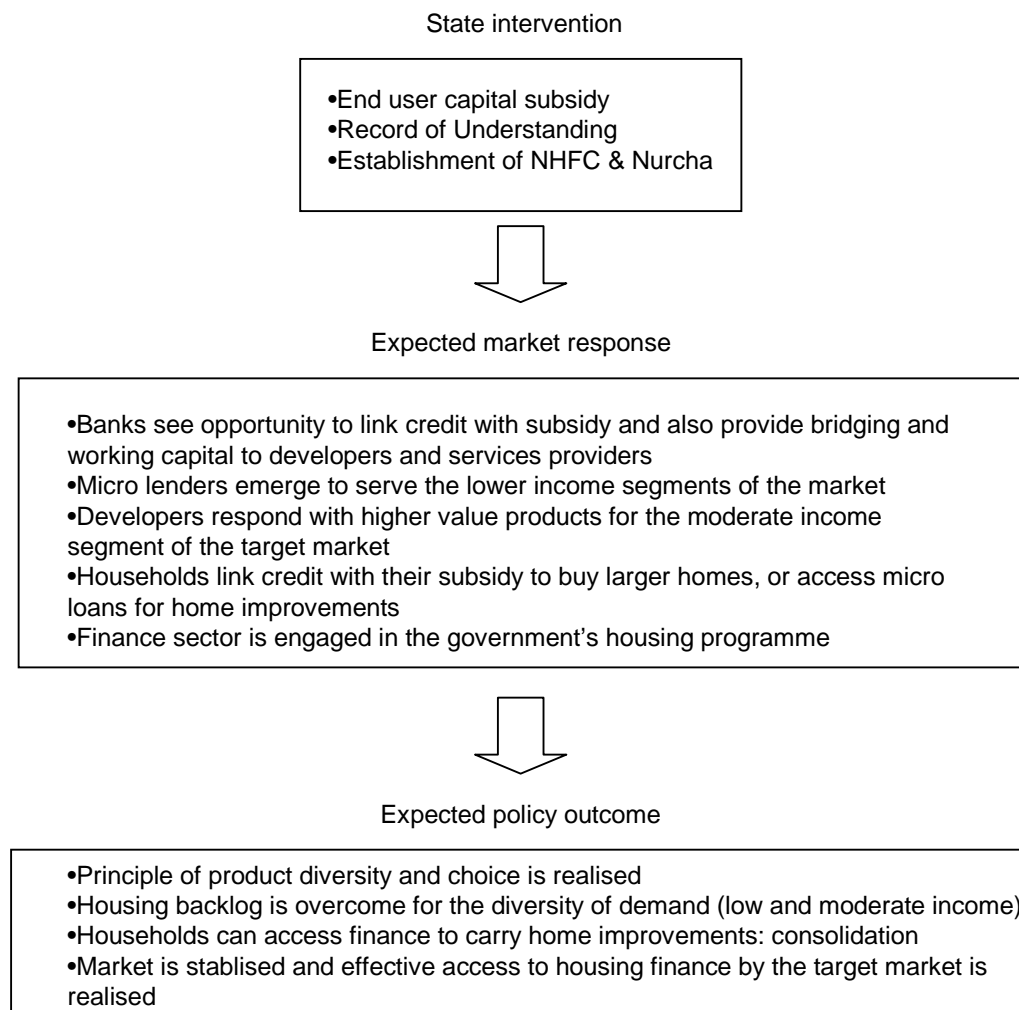 State intervention
•End user capital subsidy
•Record of Understanding
•Establishment of NHFC & Nurcha
Expected market response
•Banks see opportunity to link credit with subsidy and also provide bridging and
working capital to developers and services providers
•Micro lenders emerge to serve the lower income segments of the market
•Developers respond with higher value products for the moderate income
segment of the target market
•Households link credit with their subsidy to buy larger homes, or access micro
loans for home improvements
•Finance sector is engaged in the government’s housing programme
Expected policy outcome
•Principle of product diversity and choice is realised
•Housing backlog is overcome for the diversity of demand (low and moderate income)
•Households can access finance to carry home improvements: consolidation
•Market is stablised and effective access to housing finance by the target market is
realised